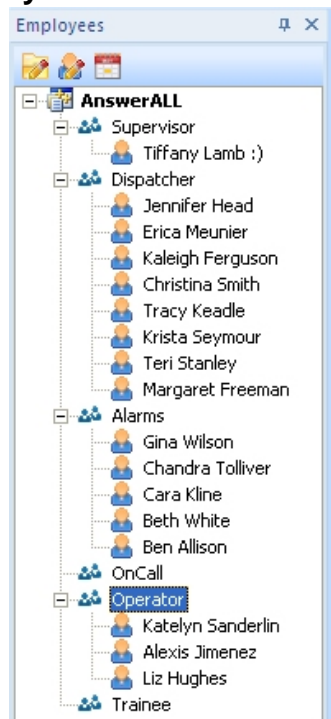 Employees
AnswerALL
Supervisor
Tiffany Lamb :)
Dispatcher
Jennifer Head
Erica Meunier
Kaleigh Ferguson
Christina Smith
Tracy Keadle
Krista Seymour
Teri Stanley
Margaret Freeman
Alarms
Gina Wilson
Chandra Tolliver
Cara Kline
Beth White
Ben Allison
OnCall
Operator
Katelyn Sanderlin
Alexis Jimenez
Liz Hughes
Trainee